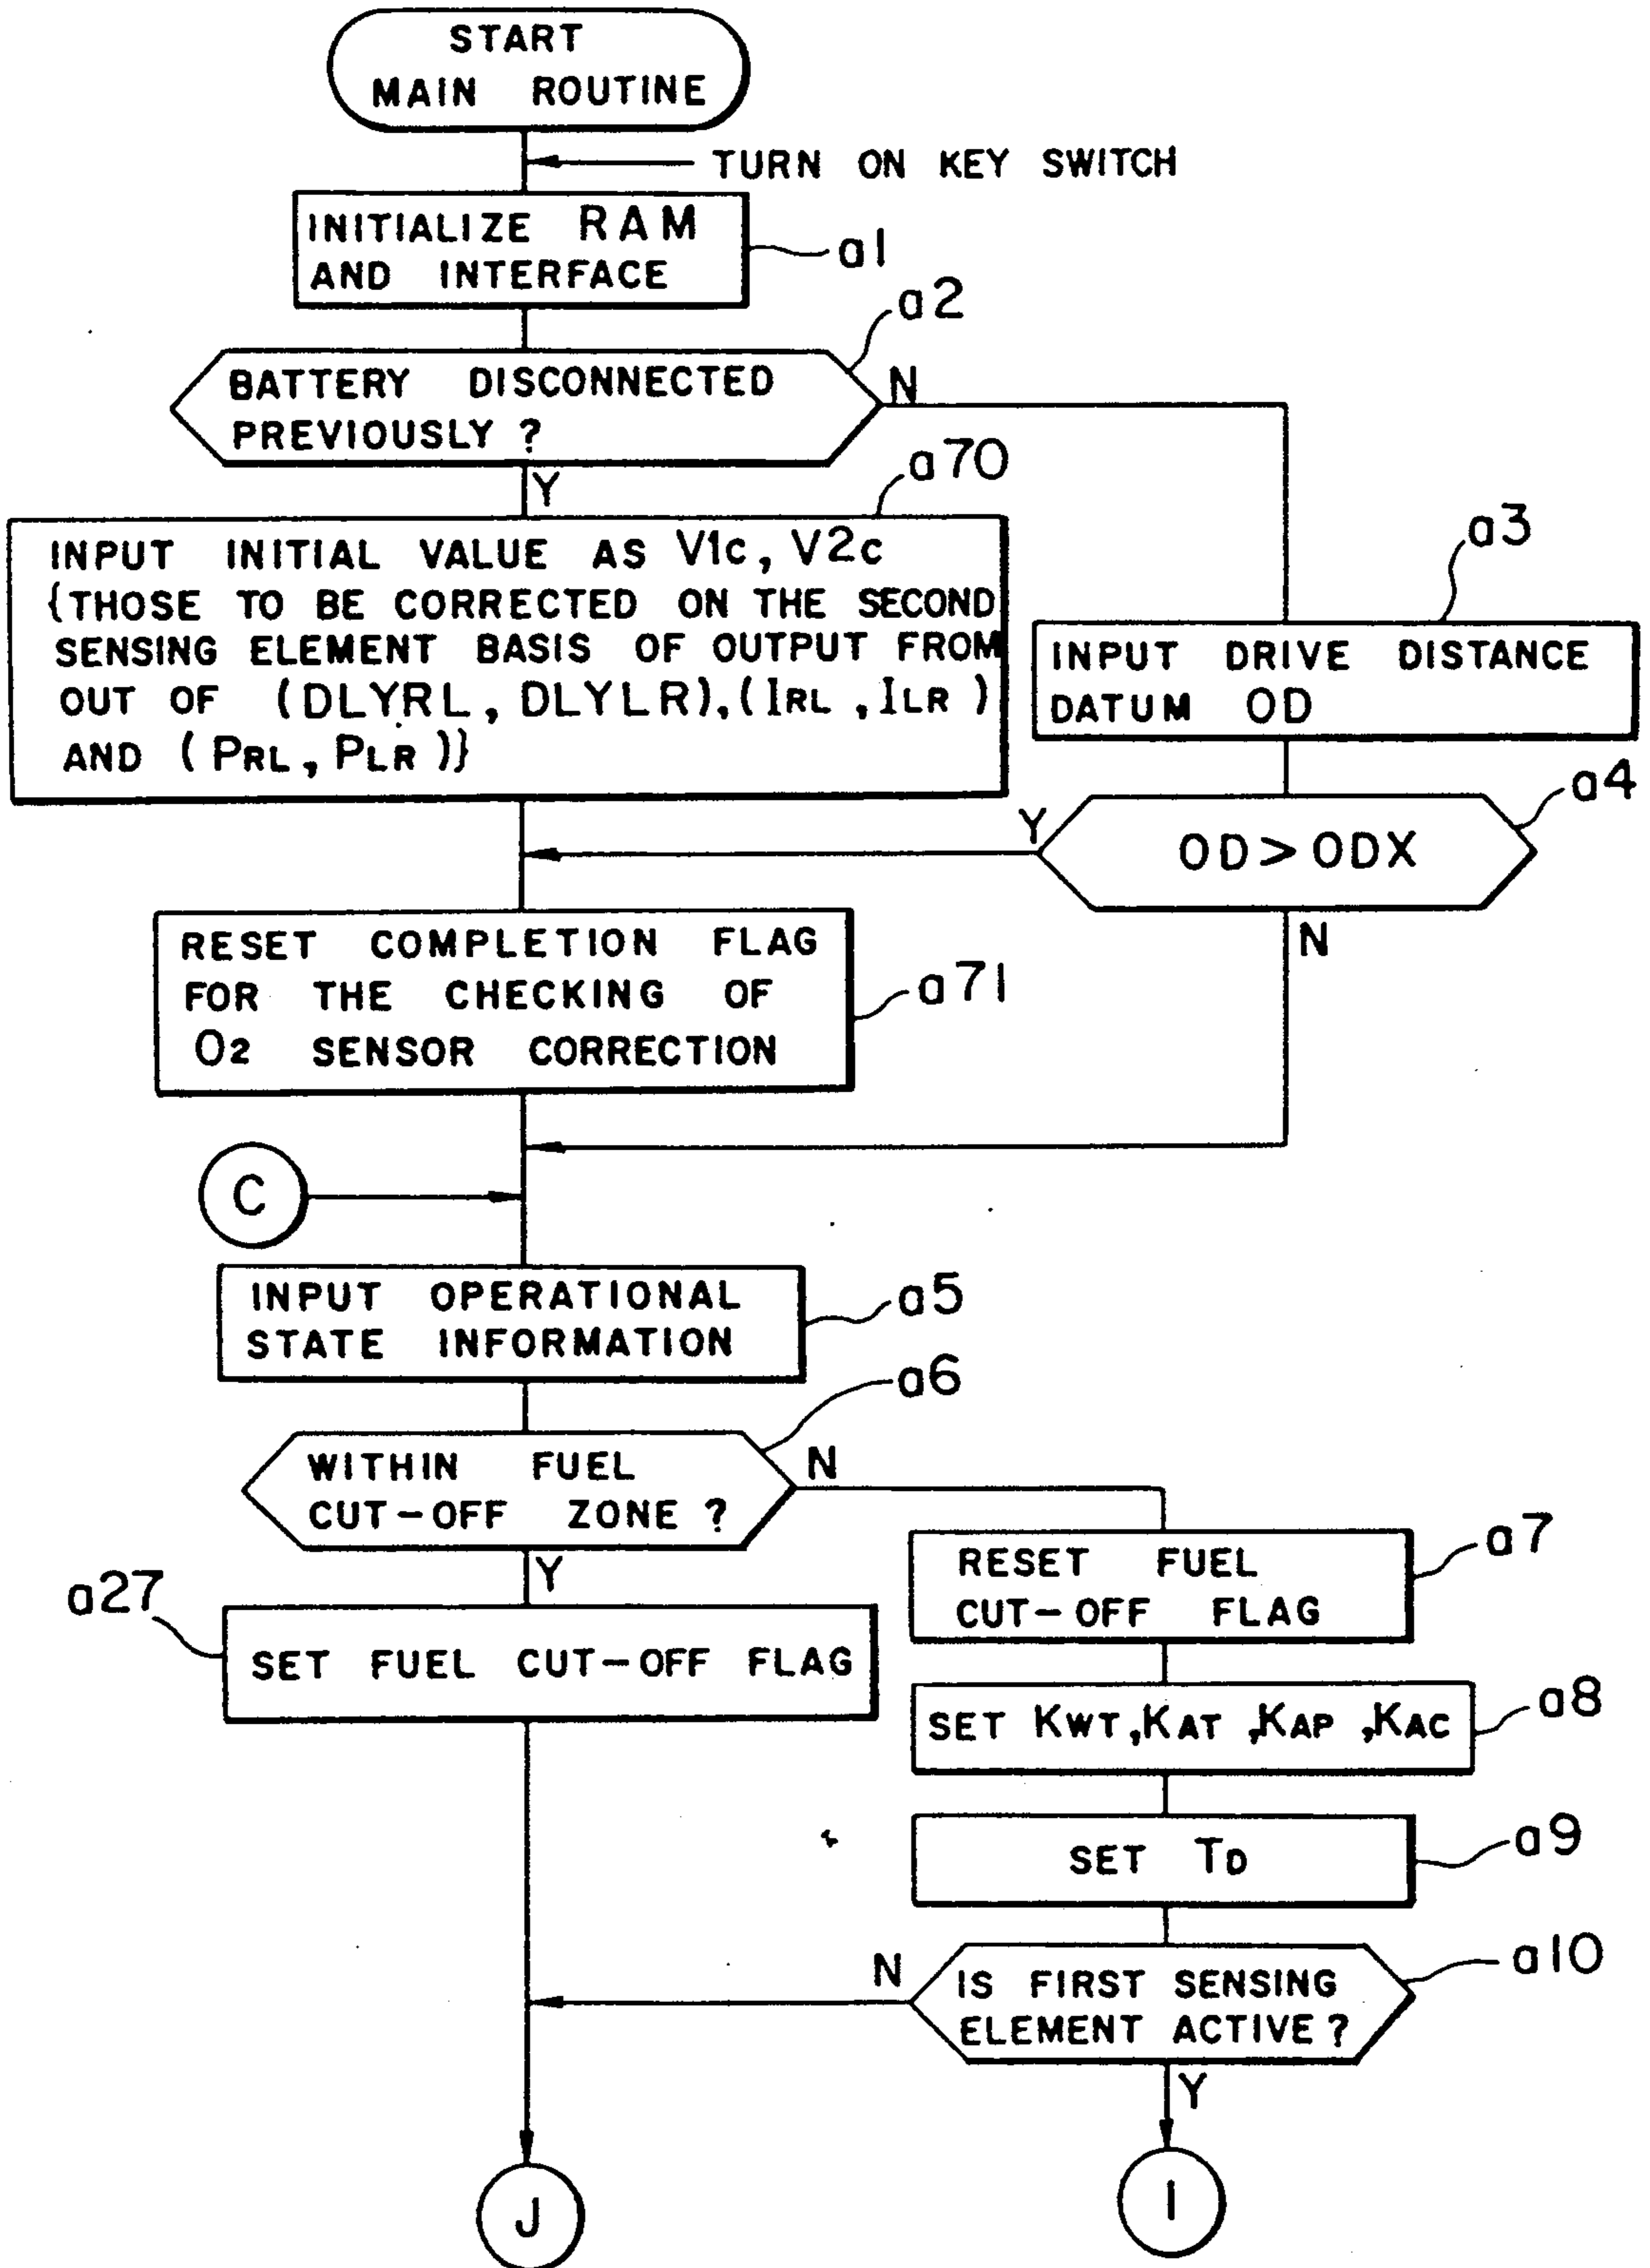 START
MAIN ROUTINE
TURN ON KEY SWITCH
INITIALIZE RAM
AND INTERFACE
a1
a2
BATTERY DISCONNECTED
PREVIOUSLY ?
N
Y
a70
INPUT INITIAL VALUE AS V1c, V2c
{THOSE TO BE CORRECTED ON THE SECOND
SENSING ELEMENT BASIS OF OUTPUT FROM
OUT OF (DLYRL, DLYLR), (IRL, ILR)
AND (PRL, PLR)}
a3
INPUT DRIVE DISTANCE
DATUM OD
a4
Y
OD > ODX
N
RESET COMPLETION FLAG
FOR THE CHECKING OF
O2 SENSOR CORRECTION
a71
C
INPUT OPERATIONAL
STATE INFORMATION
a5
a6
WITHIN FUEL
CUT-OFF ZONE ?
N
Y
a27
SET FUEL CUT-OFF FLAG
RESET FUEL
CUT-OFF FLAG
a7
SET KWT, KAT, KAP, KAC
a8
SET TD
a9
N
IS FIRST SENSING
ELEMENT ACTIVE ?
a10
Y
J
I